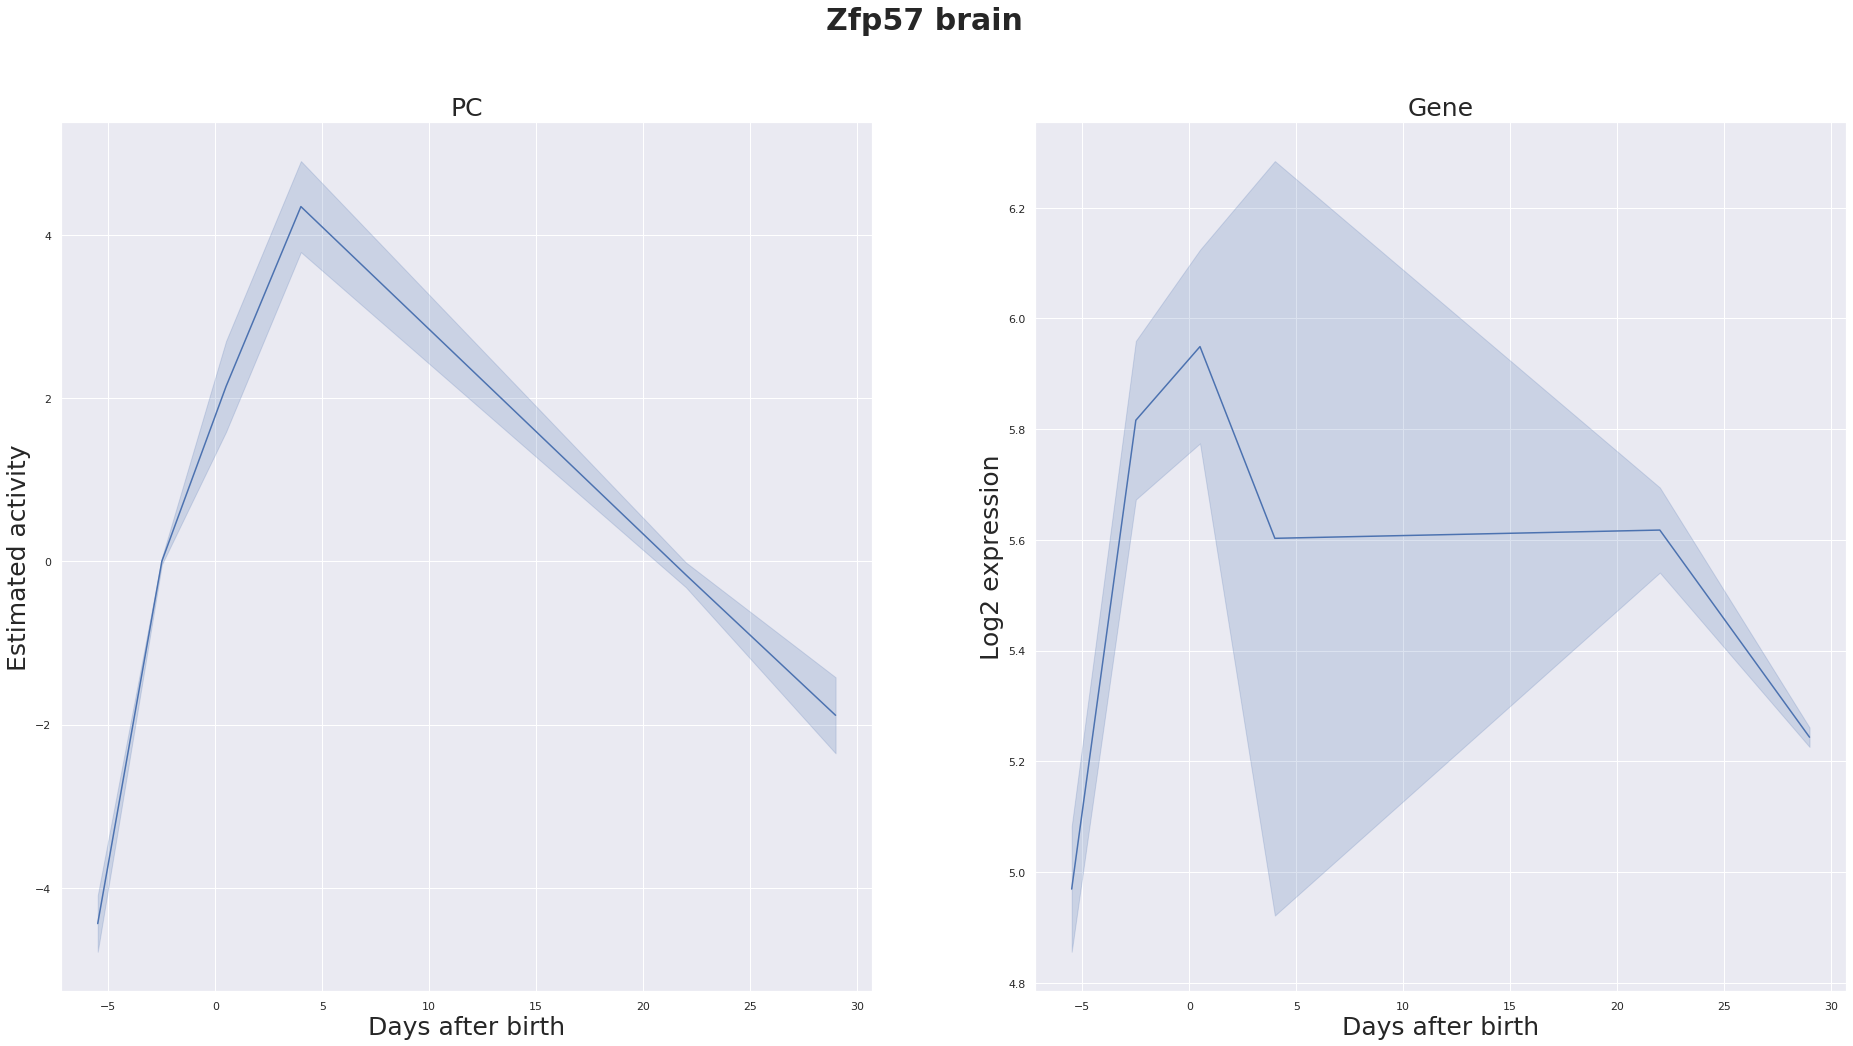 Zfp57 brain
PC
Estimated activity
4
2
0
−2
−4
−5 0 5 10 15 20 25 30
Days after birth
Gene
Log2 expression
6.2
6.0
5.8
5.6
5.4
5.2
5.0
4.8
−5 0 5 10 15 20 25 30
Days after birth